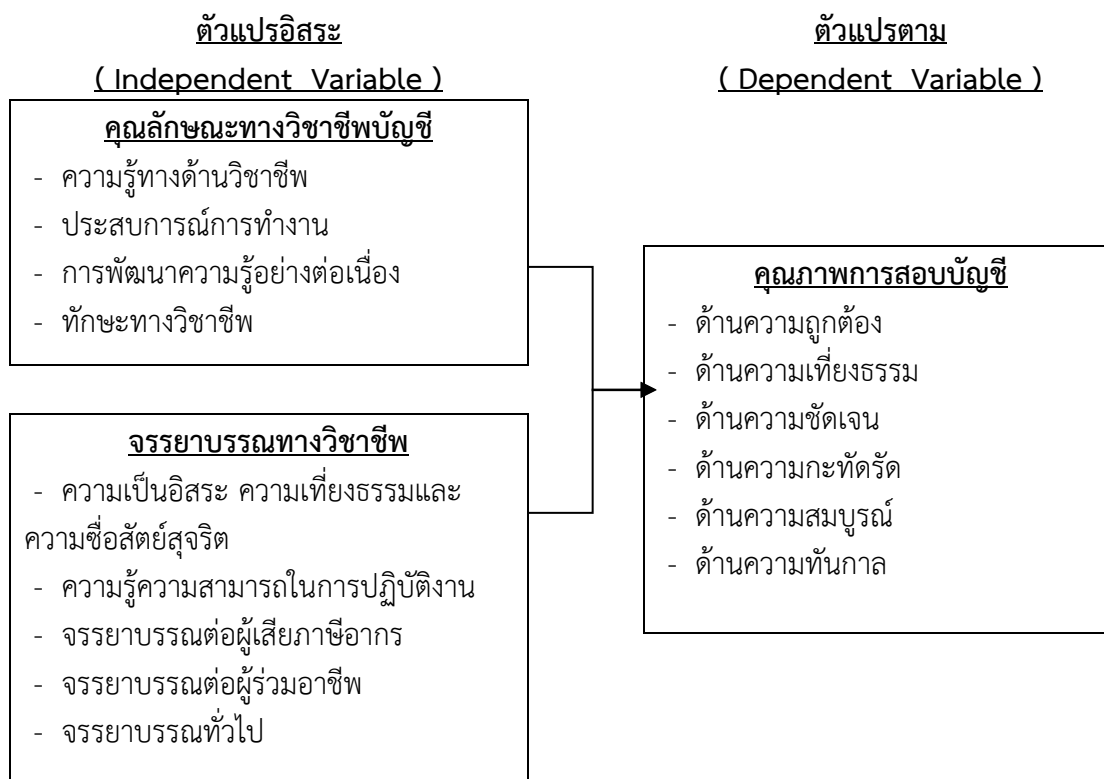 ตัวแปรอิสระ
( Independent Variable )
คุณลักษณะทางวิชาชีพบัญชี
- ความรู้ทางด้านวิชาชีพ
- ประสบการณ์การทำงาน
- การพัฒนาความรู้อย่างต่อเนื่อง
- ทักษะทางวิชาชีพ
จรรยาบรรณทางวิชาชีพ
- ความเป็นอิสระ ความเที่ยงธรรมและ
ความซื่อสัตย์สุจริต
- ความรู้ความสามารถในการปฏิบัติงาน
- จรรยาบรรณต่อผู้เสียภาษีอากร
- จรรยาบรรณต่อผู้ร่วมอาชีพ
- จรรยาบรรณทั่วไป
ตัวแปรตาม
( Dependent Variable )
คุณภาพการสอบบัญชี
- ด้านความถูกต้อง
- ด้านความเที่ยงธรรม
- ด้านความชัดเจน
- ด้านความกะทัดรัด
- ด้านความสมบูรณ์
- ด้านความทันกาล